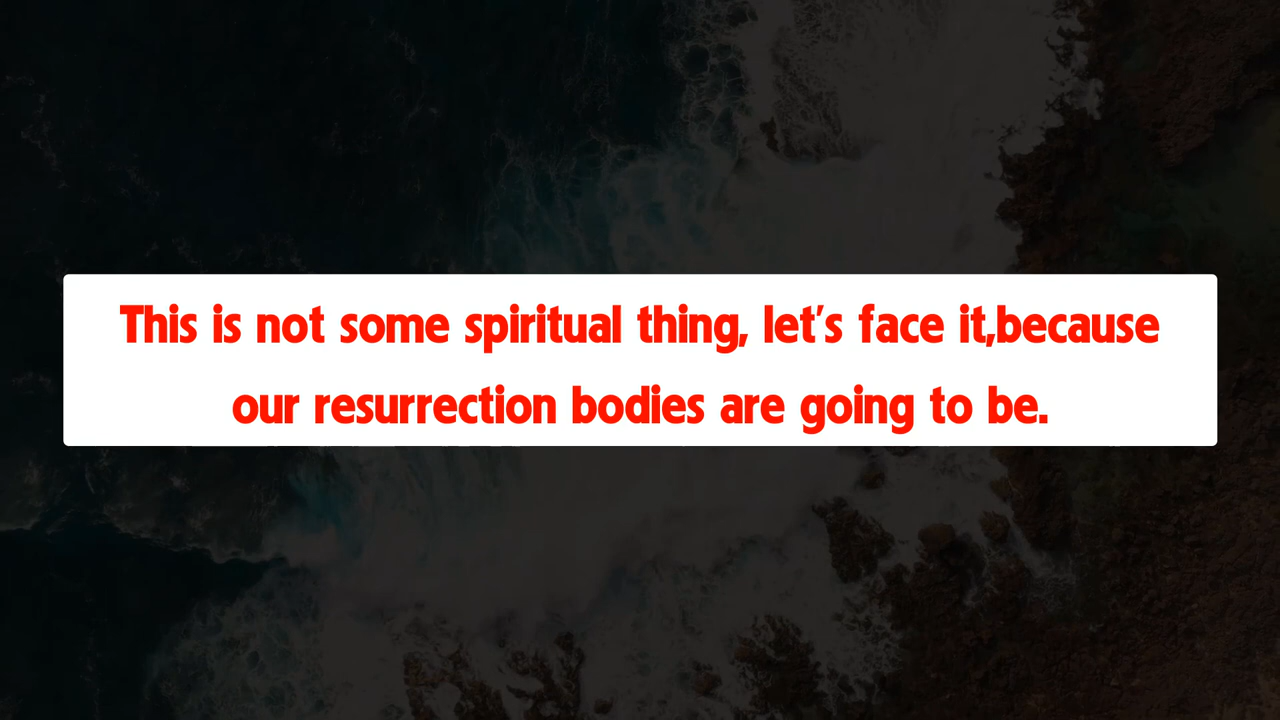 This is not some spiritual thing, let's face it,because
our resurrection bodies are going to be.